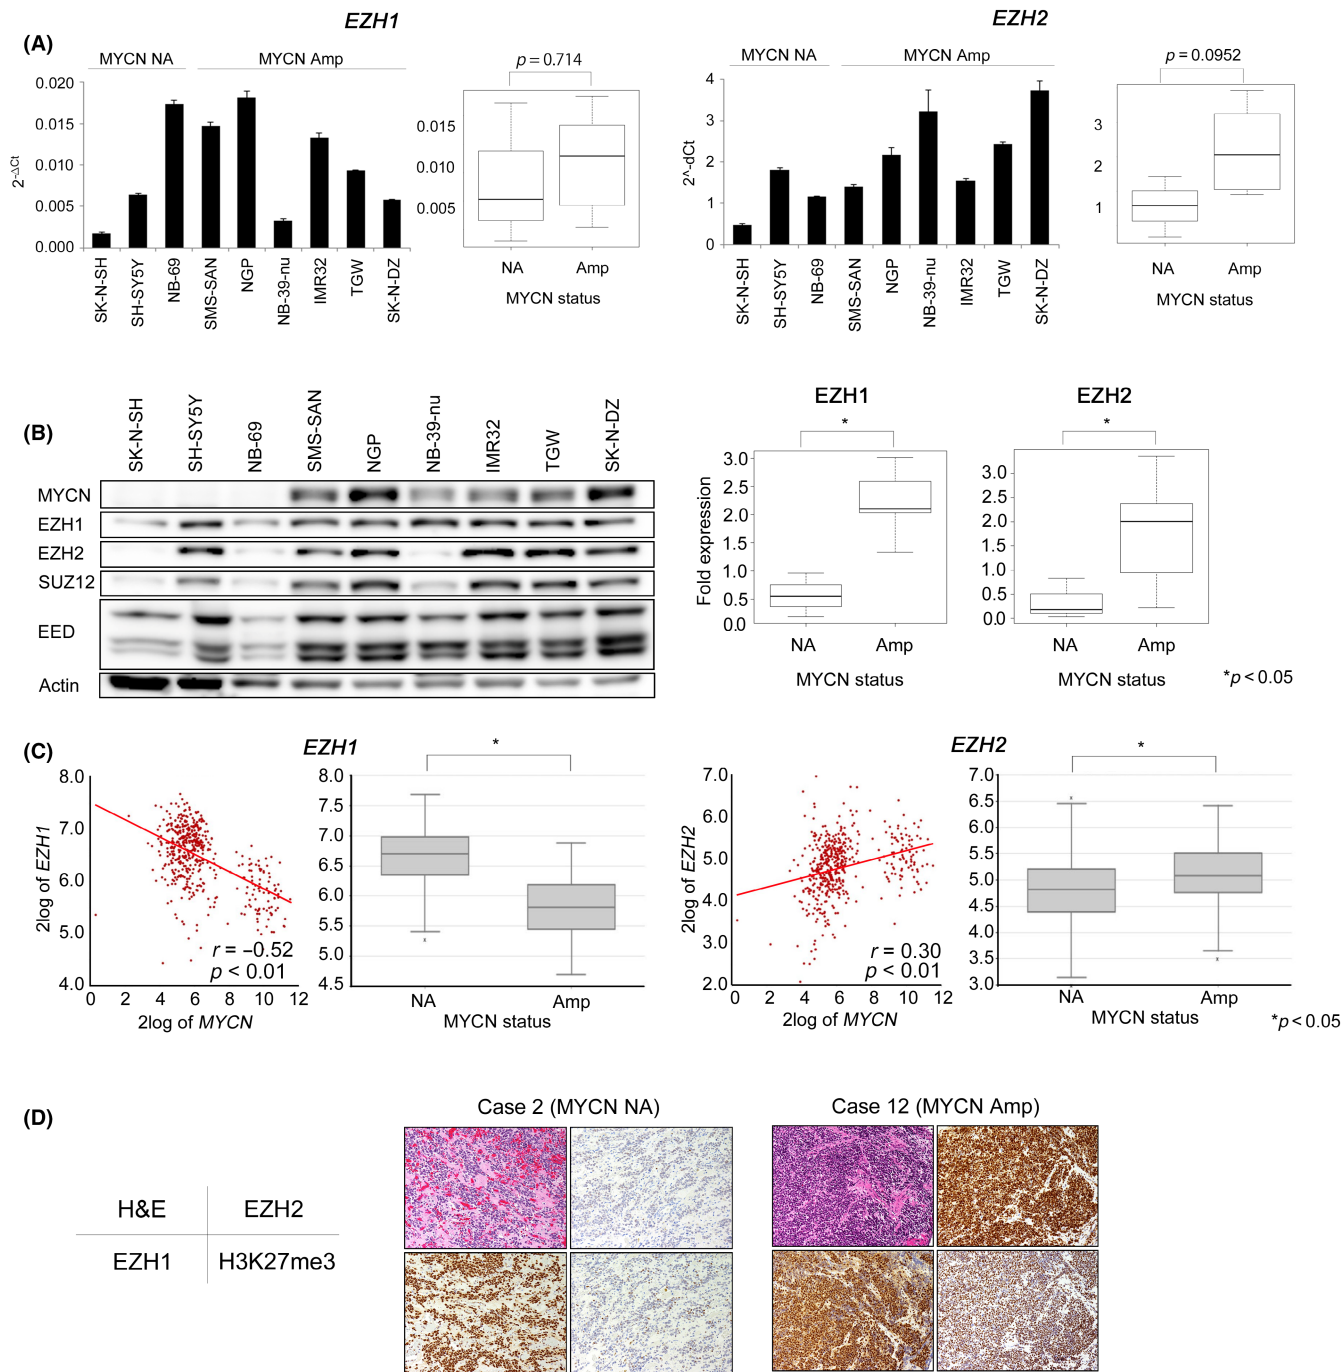 (A)
EZH1
MYCN NA
MYCN Amp
2-ΔCt
0.020
0.015
0.010
0.005
0.000
SK-N-SH
SH-SY5Y
NB-69
SMS-SAN
NGP
NB-39-nu
IMR32
TGW
SK-N-DZ
p = 0.714
0.015
0.010
0.005
NA
Amp
MYCN status
EZH2
MYCN NA
MYCN Amp
2^-dCt
4
3
2
1
0
SK-N-SH
SH-SY5Y
NB-69
SMS-SAN
NGP
NB-39-nu
IMR32
TGW
SK-N-DZ
p = 0.0952
3
2
1
NA
Amp
MYCN status
(B)
SK-N-SH
SH-SY5Y
NB-69
SMS-SAN
NGP
NB-39-nu
IMR32
TGW
SK-N-DZ
MYCN
EZH1
EZH2
SUZ12
EED
Actin
EZH1
*
Fold expression
3.0
2.5
2.0
1.5
1.0
0.5
0.0
NA
Amp
MYCN status
EZH2
*
3.0
2.5
2.0
1.5
1.0
0.5
0.0
NA
Amp
MYCN status
*p < 0.05
(C)
EZH1
2log of EZH1
8.0
7.0
6.0
5.0
4.0
r = −0.52
p < 0.01
0 2 4 6 8 10 12
2log of MYCN
*
8.0
7.5
7.0
6.5
6.0
5.5
5.0
4.5
NA
Amp
MYCN status
EZH2
2log of EZH2
7.0
6.0
5.0
4.0
3.0
2.0
r = 0.30
p < 0.01
0 2 4 6 8 10 12
2log of MYCN
*
7.0
6.5
6.0
5.5
5.0
4.5
4.0
3.5
3.0
NA
Amp
MYCN status
*p < 0.05
(D)
H&E
EZH2
EZH1
H3K27me3
Case 2 (MYCN NA)
Case 12 (MYCN Amp)